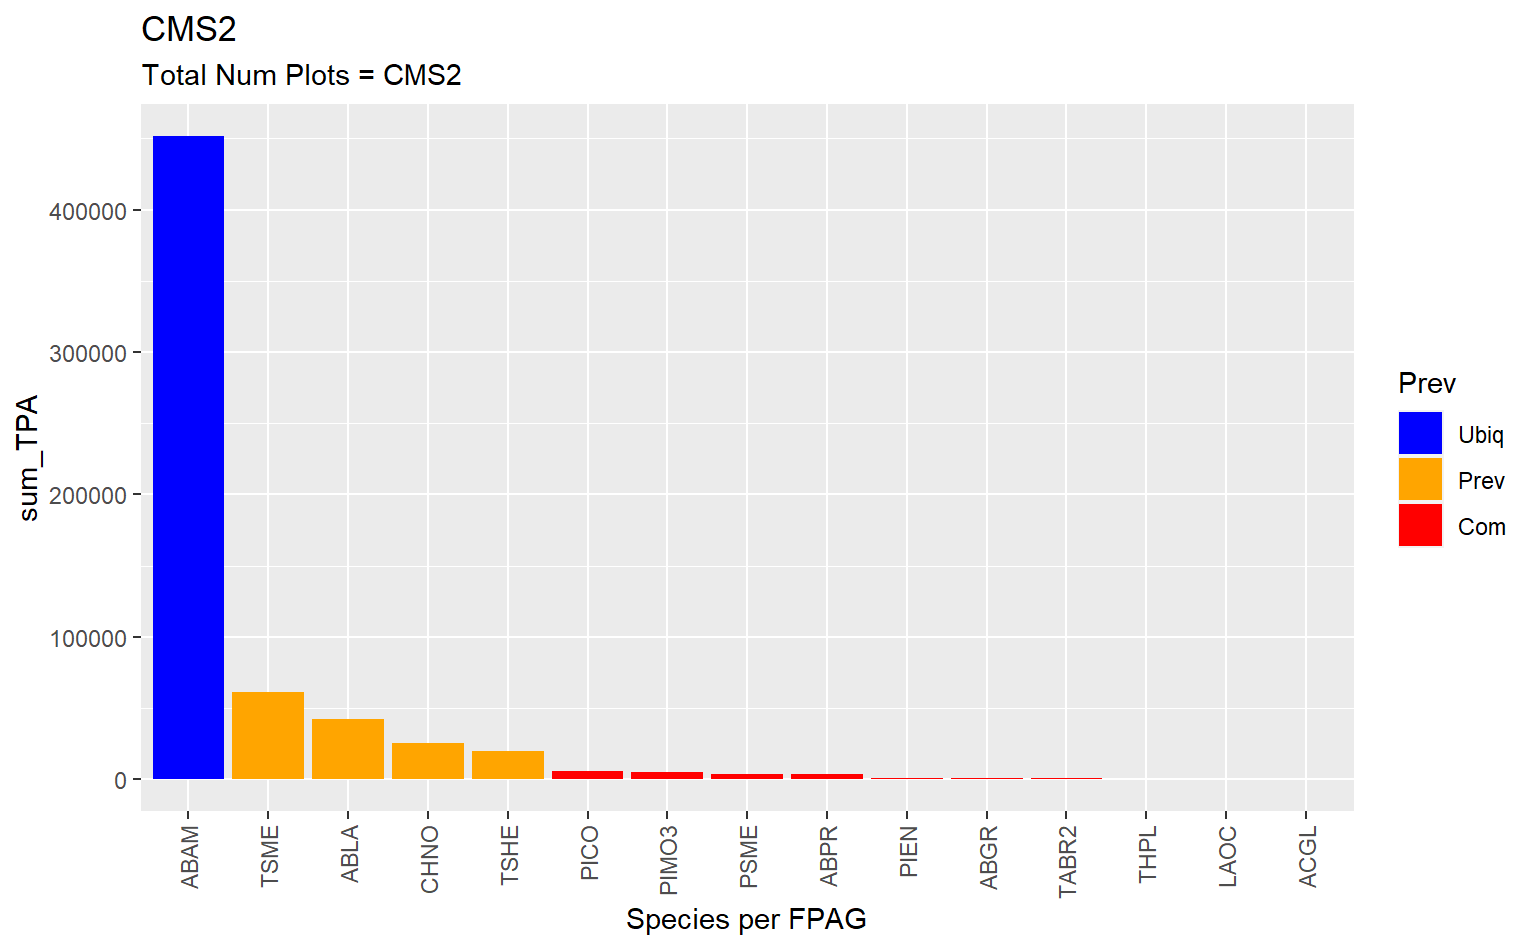 CMS2
Total Num Plots = CMS2
sum_TPA
400000
300000
200000
100000
0
ABAM TSME ABLA CHNO TSHE PICO PIMO3 PSME ABPR PIEN ABGR TABR2 THPL LAOC ACGL
Species per FPAG
Prev
Ubiq
Prev
Com